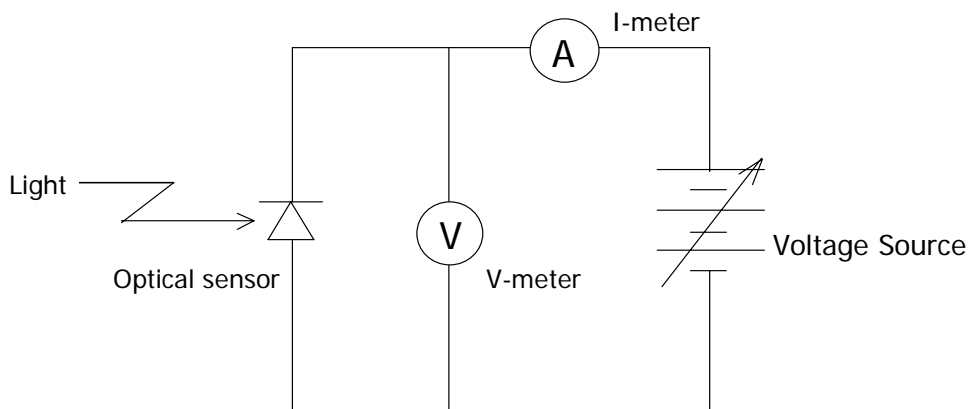 I-meter
A
Light
V
Voltage Source
Optical sensor
V-meter